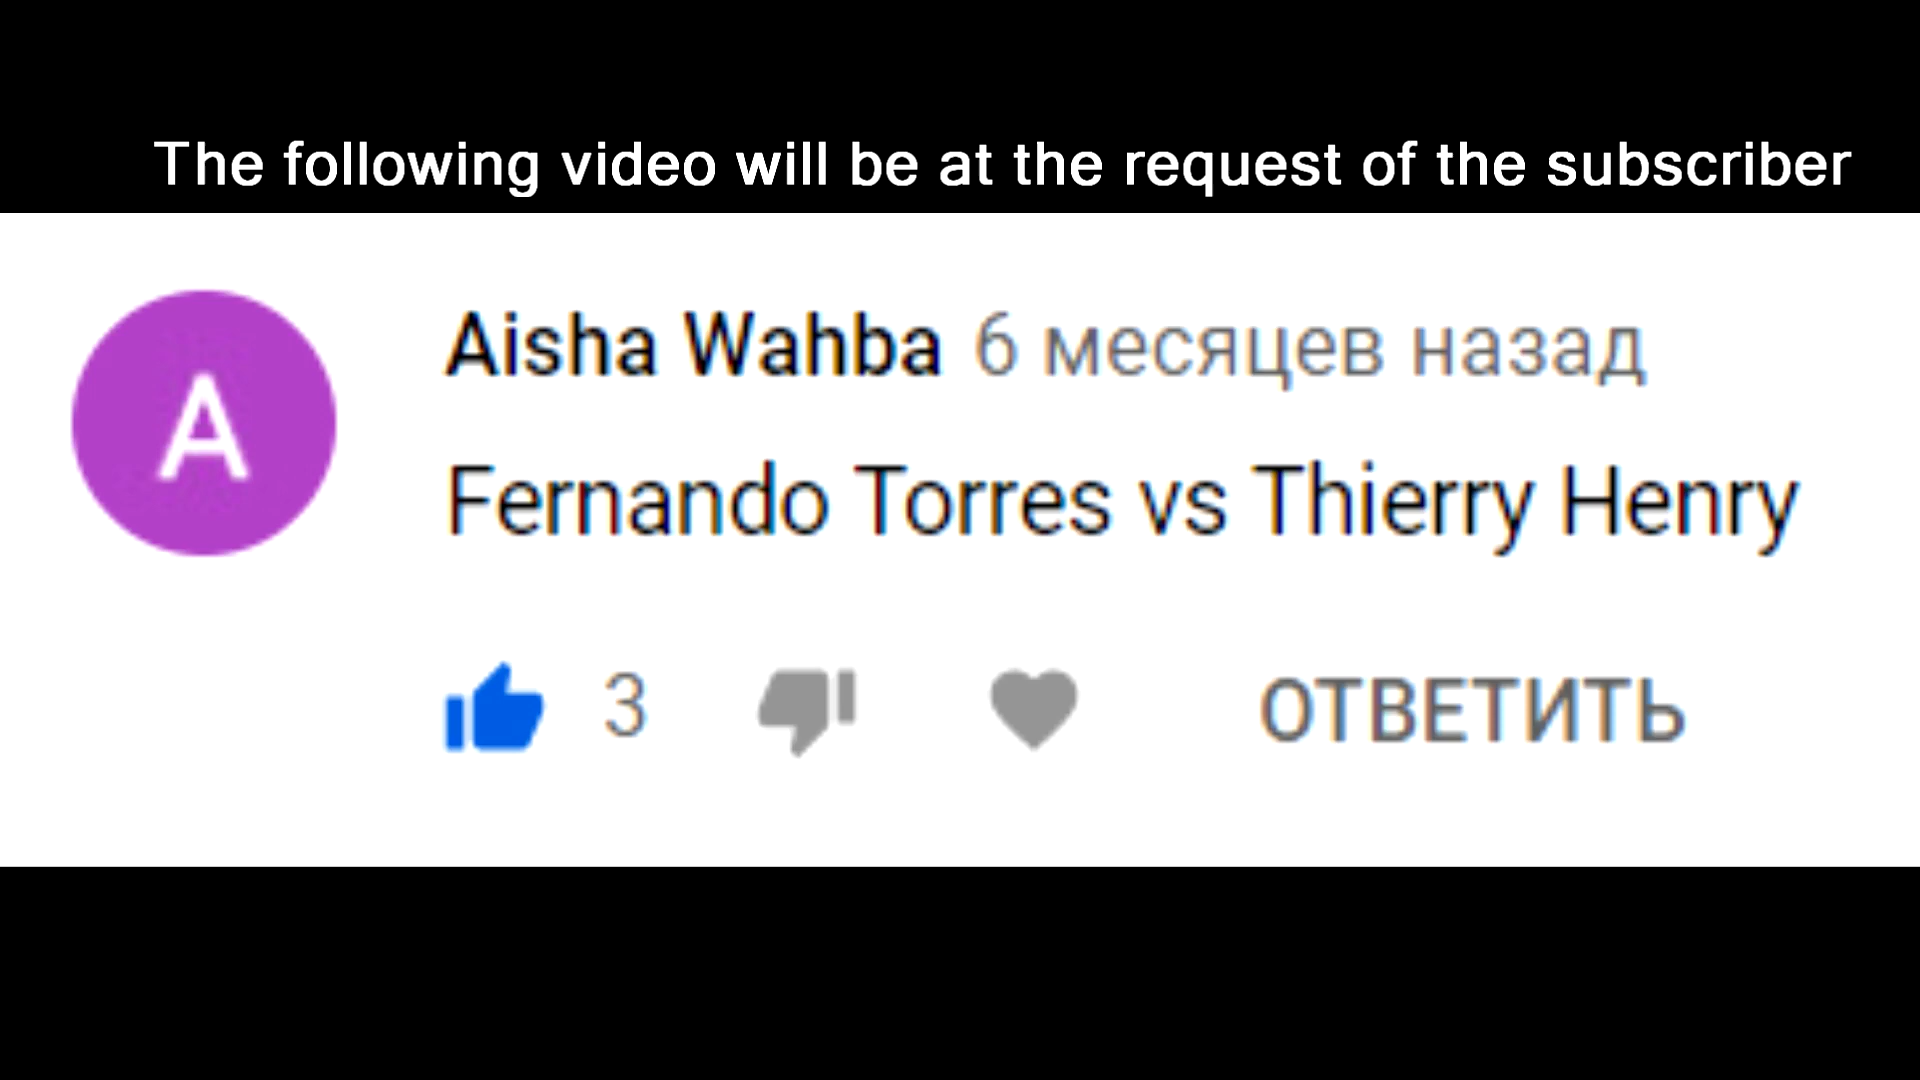 The following video will be at the request of the subscriber
A
Aisha Wahba 6 месяцев назад
Fernando Torres vs Thierry Henry
3 ОТВЕТИТЬ